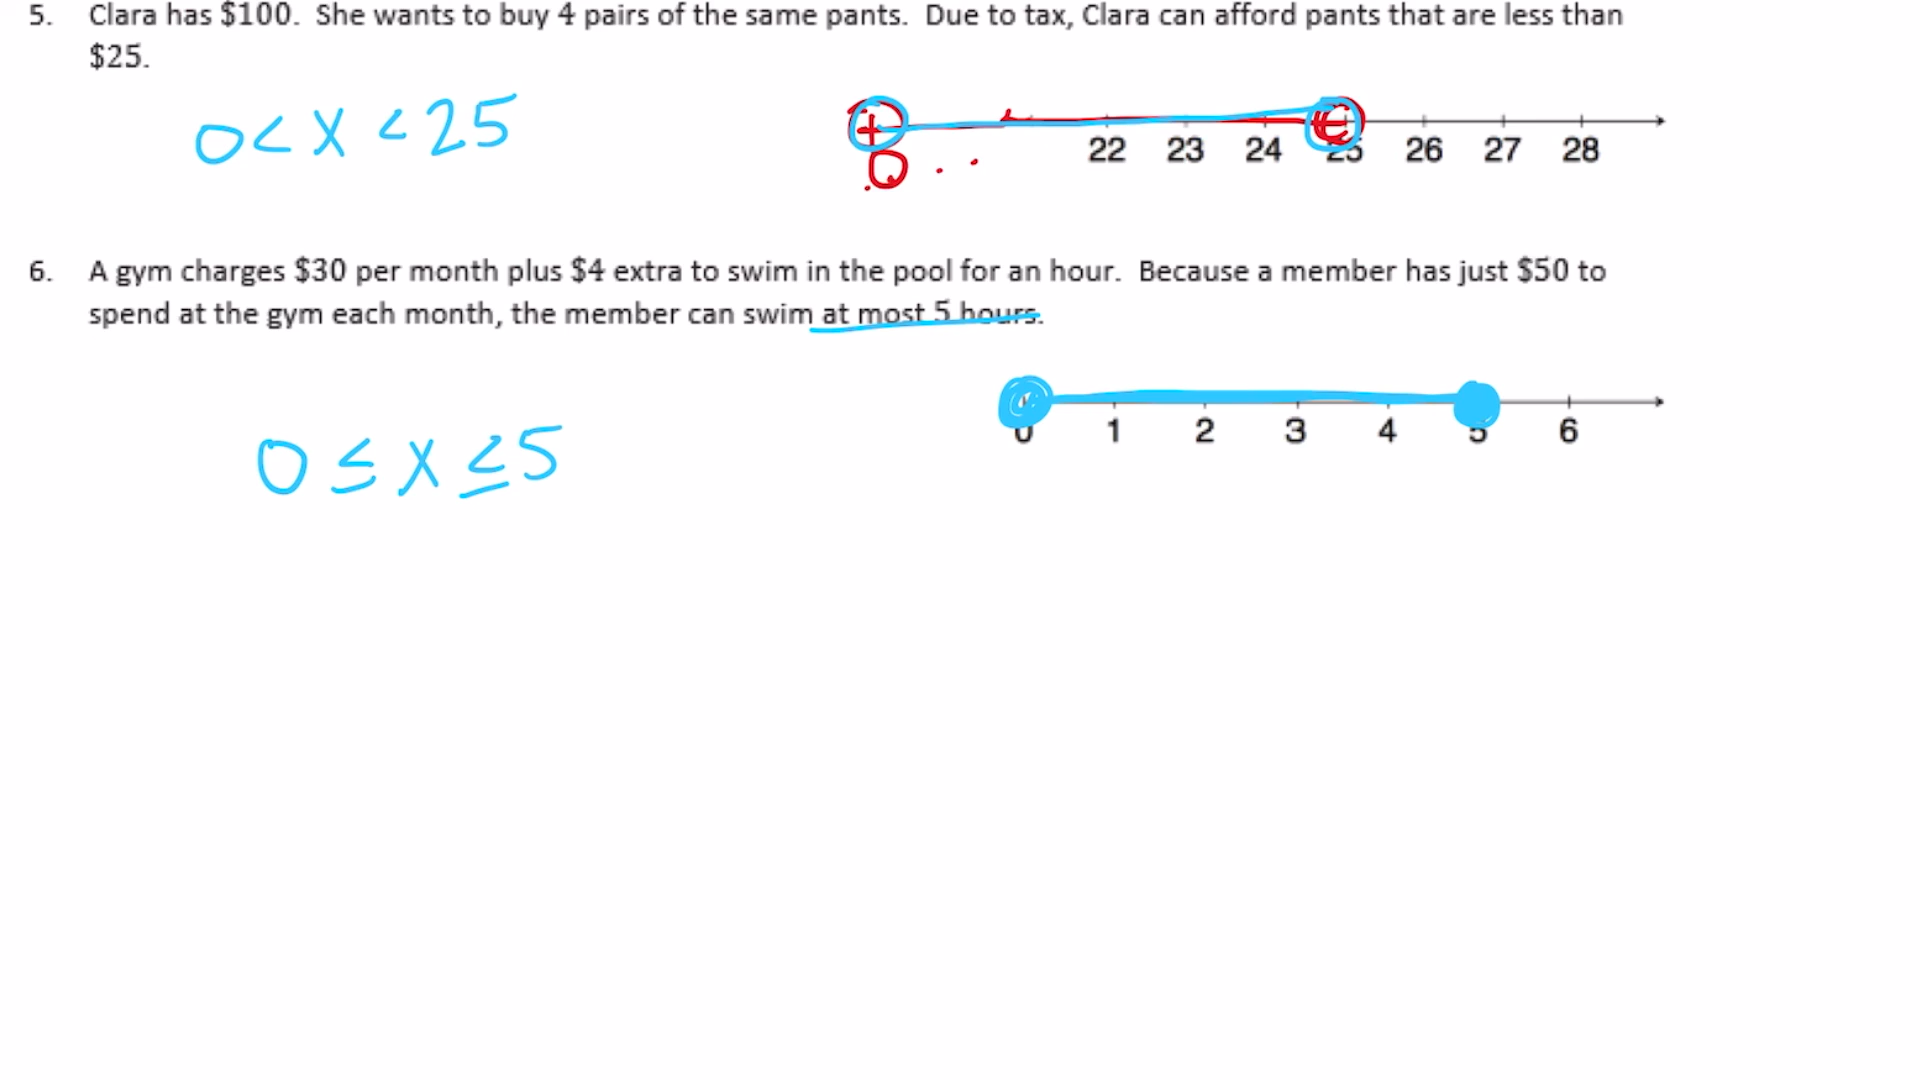 5. Clara has $100. She wants to buy 4 pairs of the same pants. Due to tax, Clara can afford pants that are less than
$25.
0 < x < 25
0 . . 22 23 24 25 26 27 28
6. A gym charges $30 per month plus $4 extra to swim in the pool for an hour. Because a member has just $50 to
spend at the gym each month, the member can swim at most 5 hours.
0 1 2 3 4 5 6
0 ≤ x ≤ 5